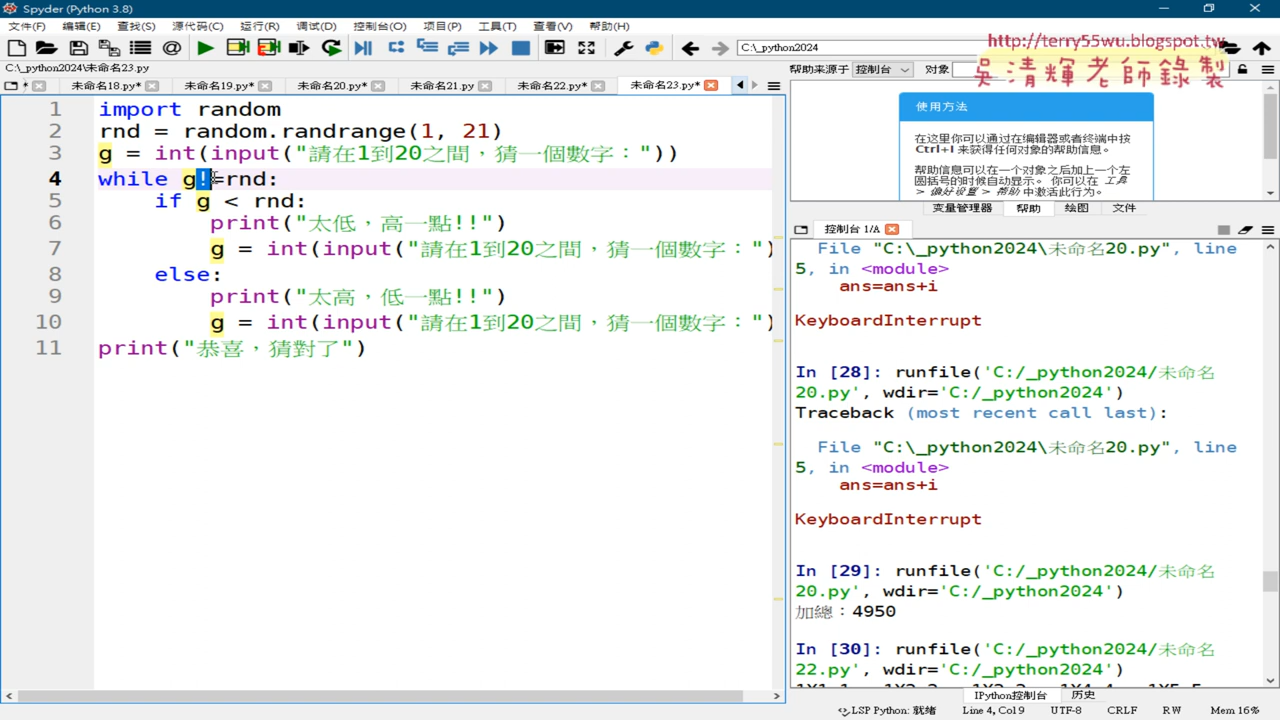 Spyder (Python 3.8)
文件(F) 编辑(E) 查找(S) 源代码(C) 运行(R) 调试(D) 控制台(O) 项目(P) 工具(T) 查看(V) 帮助(H)
C:\_python2024
http://terry55wu.blogspot.tw
吳清輝老師錄製
C:\_python2024\未命名23.py
帮助来源于 控制台 对象
未命名18.py* 未命名19.py* 未命名20.py* 未命名21.py 未命名22.py* 未命名23.py*
1 import random
2 rnd = random.randrange(1, 21)
3 g = int(input("請在1到20之間，猜一個數字："))
4 while g!=rnd:
5 if g < rnd:
6 print("太低，高一點!!")
7 g = int(input("請在1到20之間，猜一個數字：")
8 else:
9 print("太高，低一點!!")
10 g = int(input("請在1到20之間，猜一個數字：")
11 print("恭喜，猜對了")
使用方法
在这里你可以通过在编辑器或者终端中按
Ctrl+I 来获得任何对象的帮助信息。
帮助信息可以在一个对象之后加上一个左
圆括号的时候自动显示。 你可以在 工具
> 偏好设置 > 帮助 中激活此行为。
变量管理器 帮助 绘图 文件
控制台 1/A
File "C:\_python2024\未命名20.py", line
5, in <module>
ans=ans+i
KeyboardInterrupt
In [28]: runfile('C:/_python2024/未命名
20.py', wdir='C:/_python2024')
Traceback (most recent call last):
File "C:\_python2024\未命名20.py", line
5, in <module>
ans=ans+i
KeyboardInterrupt
In [29]: runfile('C:/_python2024/未命名
20.py', wdir='C:/_python2024')
加總：4950
In [30]: runfile('C:/_python2024/未命名
22.py', wdir='C:/_python2024')
IPython控制台 历史
LSP Python: 就绪 Line 4, Col 9 UTF-8 CRLF RW Mem 16%